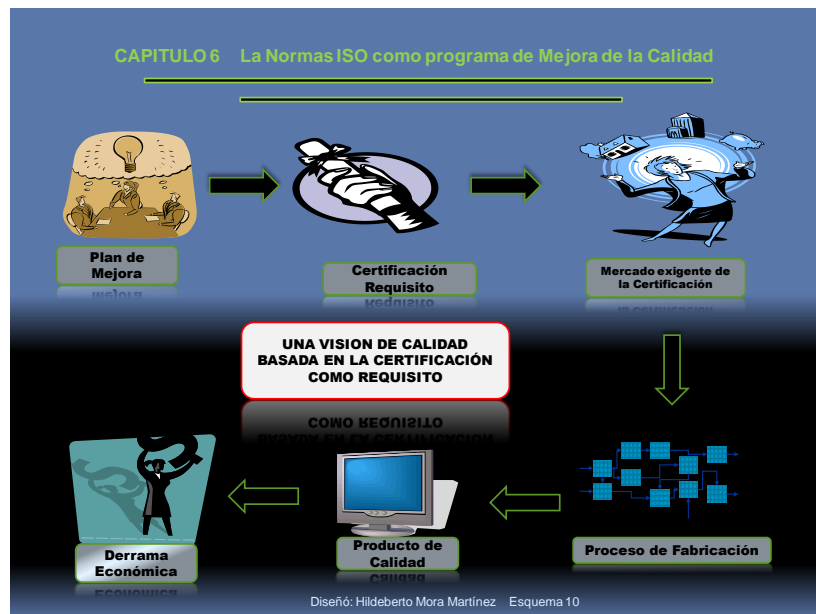 CAPITULO 6 La Normas ISO como programa de Mejora de la Calidad
Plan de
Mejora
Certificación
Requisito
Mercado exigente de
la Certificación
UNA VISION DE CALIDAD
BASADA EN LA CERTIFICACIÓN
COMO REQUISITO
Derrama
Económica
Producto de
Calidad
Proceso de Fabricación
Diseñó: Hildeberto Mora Martínez Esquema 10